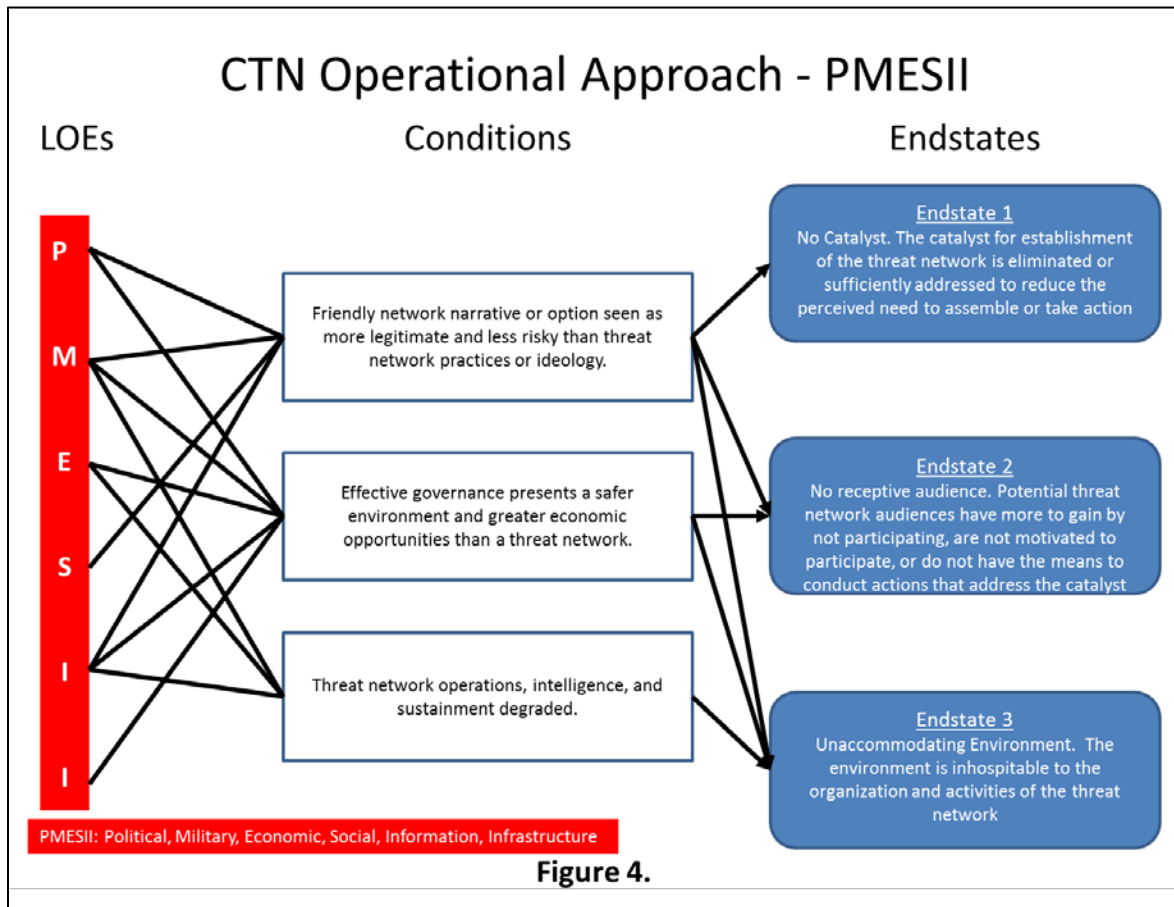 CTN Operational Approach - PMESII
LOEs
Conditions
Endstates
P
M
E
S
I
I
Friendly network narrative or option seen as
more legitimate and less risky than threat
network practices or ideology.
Effective governance presents a safer
environment and greater economic
opportunities than a threat network.
Threat network operations, intelligence, and
sustainment degraded.
Endstate 1
No Catalyst. The catalyst for establishment
of the threat network is eliminated or
sufficiently addressed to reduce the
perceived need to assemble or take action
Endstate 2
No receptive audience. Potential threat
network audiences have more to gain by
not participating, are not motivated to
participate, or do not have the means to
conduct actions that address the catalyst
Endstate 3
Unaccommodating Environment. The
environment is inhospitable to the
organization and activities of the threat
network
PMESII: Political, Military, Economic, Social, Information, Infrastructure
Figure 4.